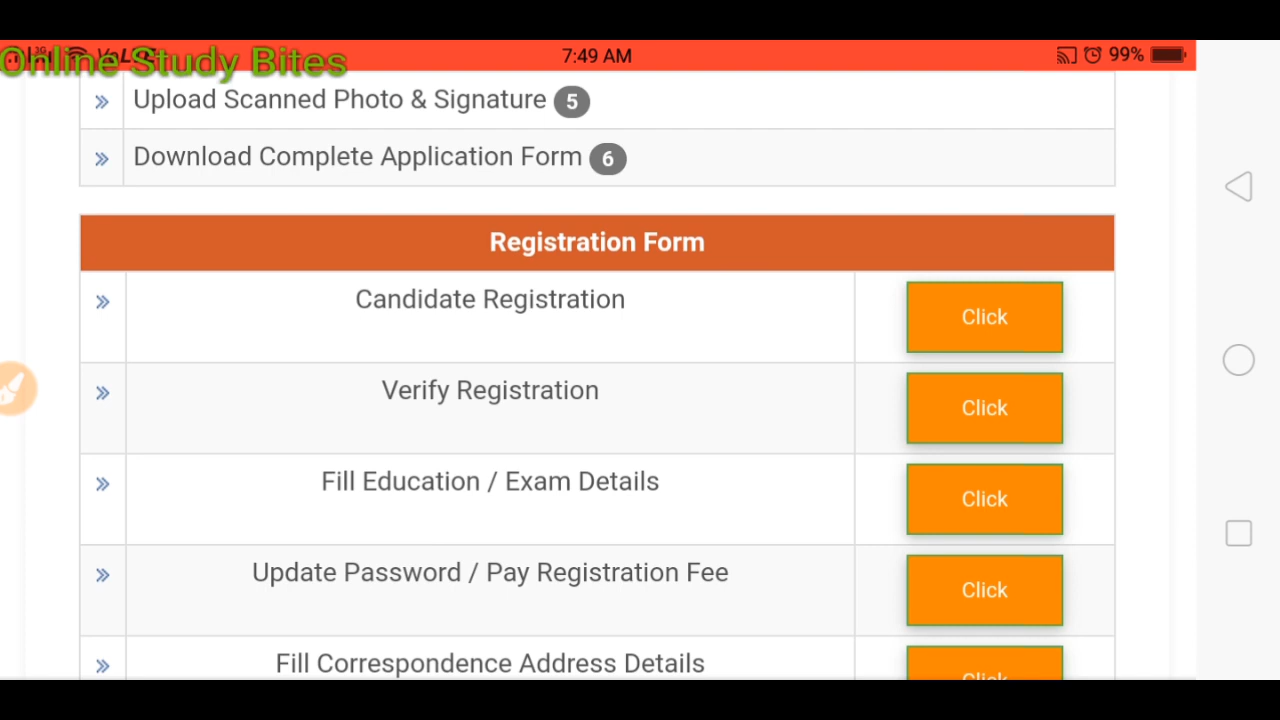 Online Study Bites
7:49 AM
99%
Upload Scanned Photo & Signature 5
Download Complete Application Form 6
Registration Form
Candidate Registration Click
Verify Registration Click
Fill Education / Exam Details Click
Update Password / Pay Registration Fee Click
Fill Correspondence Address Details Click